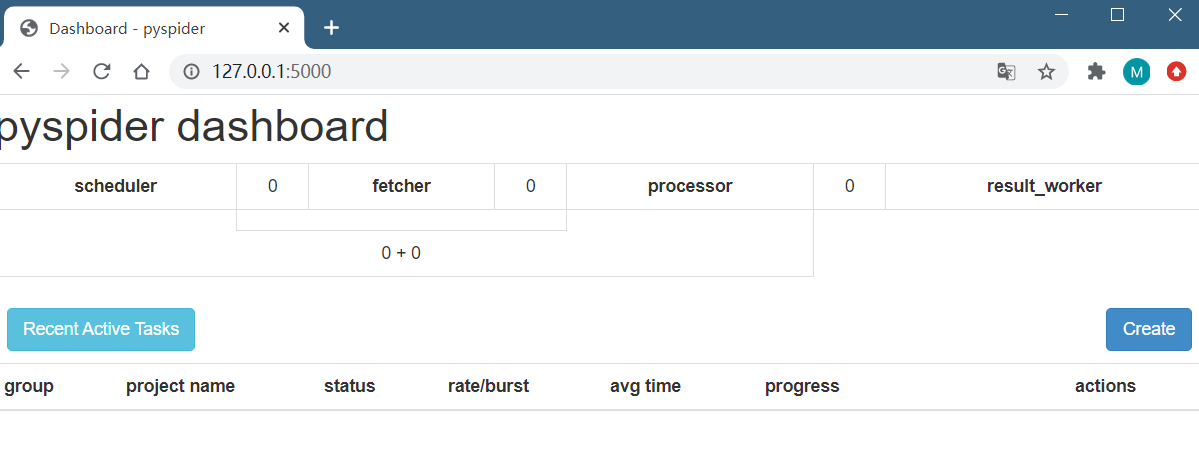 Dashboard - pyspider
127.0.0.1:5000
M
pyspider dashboard
scheduler 0 fetcher 0 processor 0 result_worker
0 + 0
Recent Active Tasks Create
group project name status rate/burst avg time progress actions